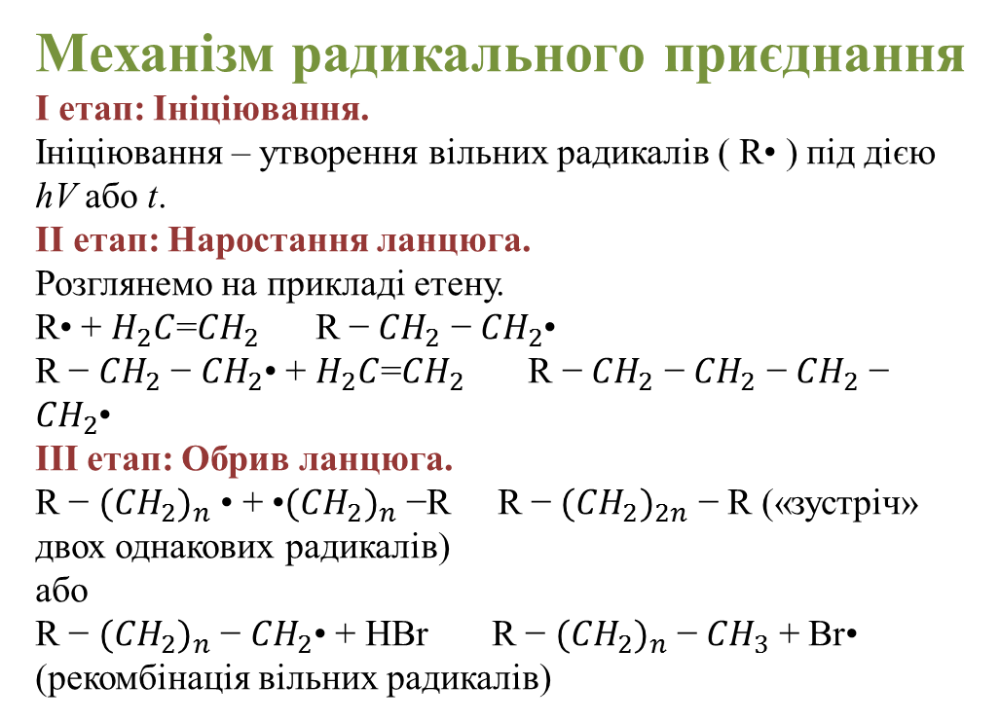 Механізм радикального приєднання
І етап: Ініціювання.
Ініціювання – утворення вільних радикалів ( R• ) під дією
hV або t.
ІІ етап: Наростання ланцюга.
Розглянемо на прикладі етену.
R• + 𝐻₂𝐶=𝐶𝐻₂ R − 𝐶𝐻₂ − 𝐶𝐻₂•
R − 𝐶𝐻₂ − 𝐶𝐻₂• + 𝐻₂𝐶=𝐶𝐻₂ R − 𝐶𝐻₂ − 𝐶𝐻₂ − 𝐶𝐻₂ −
𝐶𝐻₂•
ІІІ етап: Обрив ланцюга.
R − (𝐶𝐻₂)ₙ • + •(𝐶𝐻₂)ₙ −R R − (𝐶𝐻₂)₂ₙ − R («зустріч»
двох однакових радикалів)
або
R − (𝐶𝐻₂)ₙ − 𝐶𝐻₂• + HBr R − (𝐶𝐻₂)ₙ − 𝐶𝐻₃ + Br•
(рекомбінація вільних радикалів)